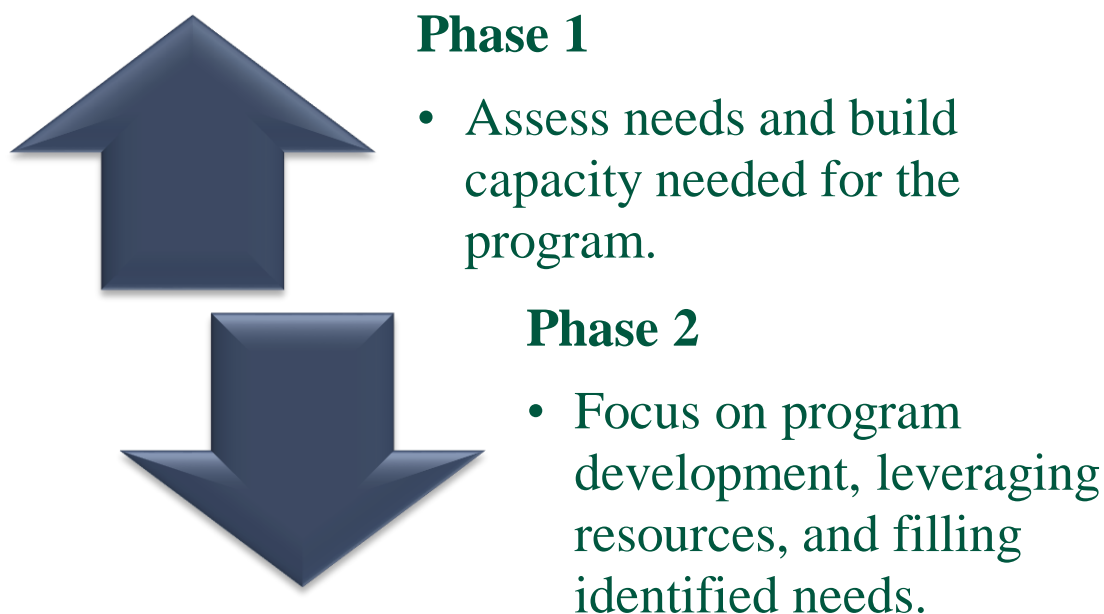 Phase 1
• Assess needs and build
capacity needed for the
program.
Phase 2
• Focus on program
development, leveraging
resources, and filling
identified needs.